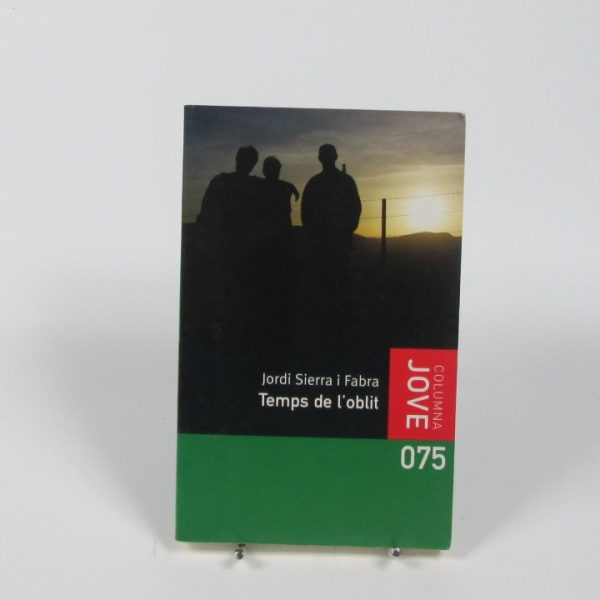 Jordi Sierra i Fabra
Temps de l'oblit
COLUMNA
JOVE
075